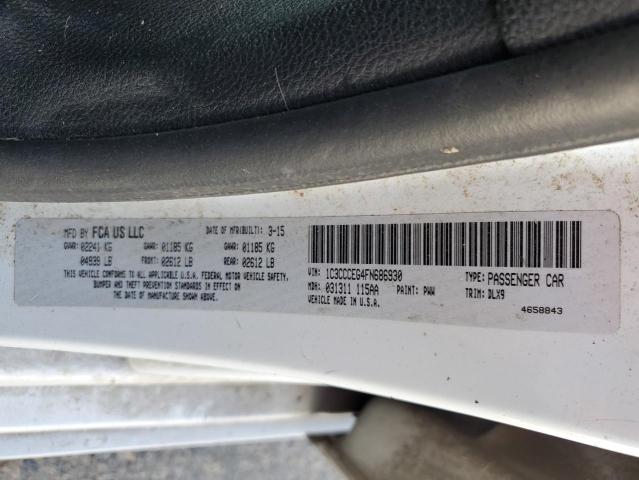 MFD BY FCA US LLC DATE OF MFR(BUILT): 3-15
GVWR: 02241 KG GAWR: 01185 KG GAWR: 01185 KG
04939 LB FRONT: 02612 LB REAR: 02612 LB
THIS VEHICLE CONFORMS TO ALL APPLICABLE U.S.A. FEDERAL MOTOR VEHICLE SAFETY,
BUMPER AND THEFT PREVENTION STANDARDS IN EFFECT ON
THE DATE OF MANUFACTURE SHOWN ABOVE.
VIN: 1C3CCCEG4FN686930 TYPE: PASSENGER CAR
MDH: 031311 115AA PAINT: PWW TRIM: DLX9
VEHICLE MADE IN U.S.A. 4658843